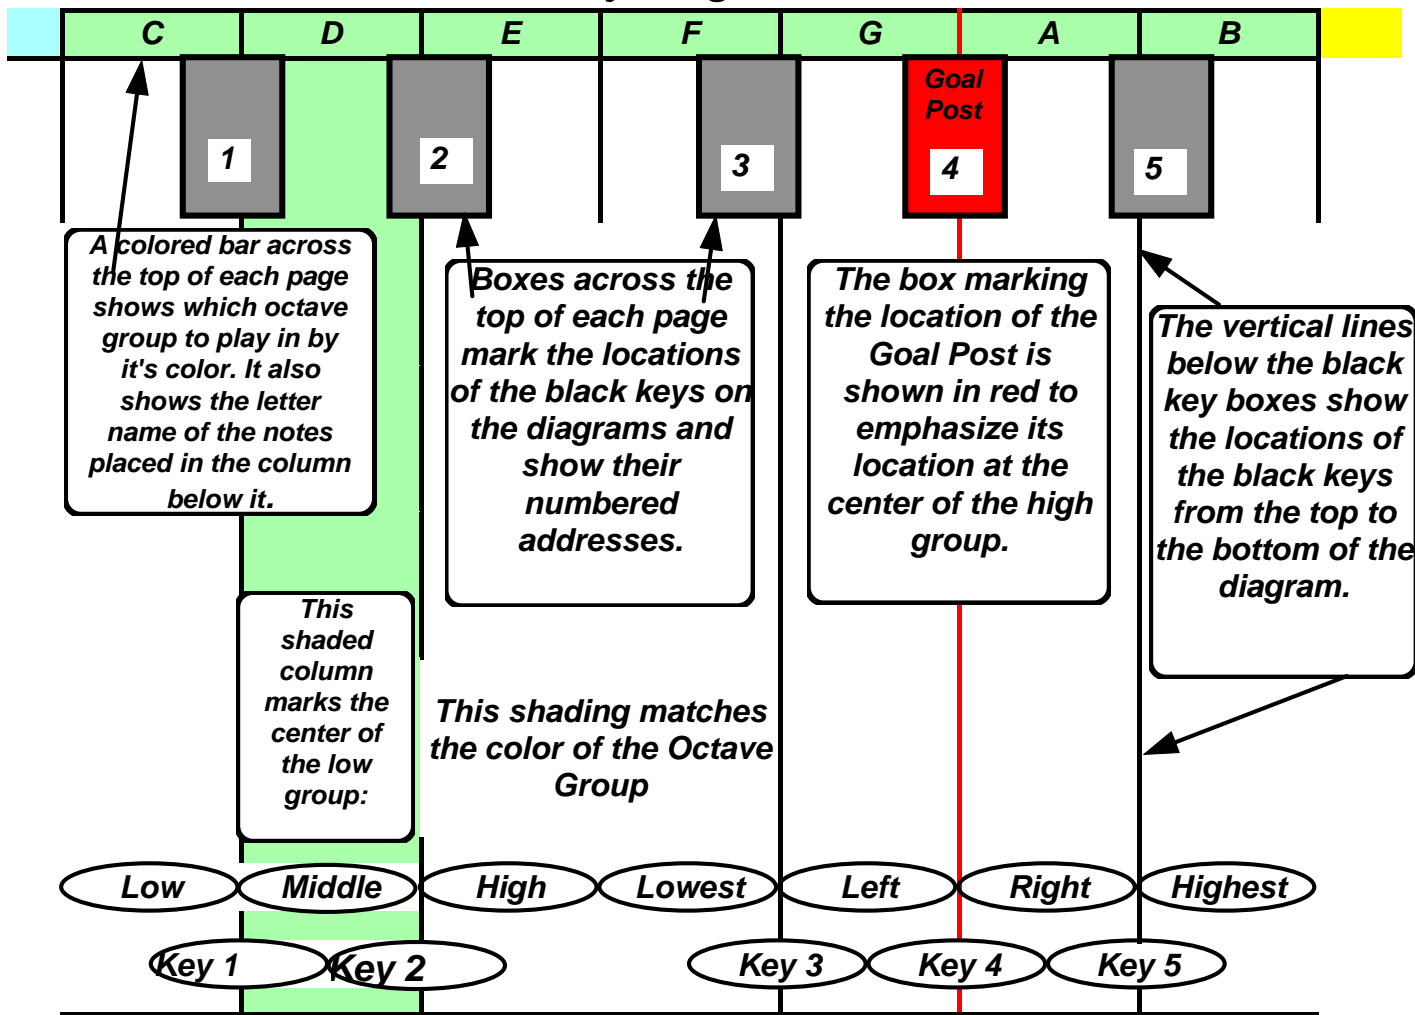 C D E F G A B
Goal
Post
1 2 3 4 5
A colored bar across
the top of each page
shows which octave
group to play in by
it's color. It also
shows the letter
name of the notes
placed in the column
below it.
Boxes across the
top of each page
mark the locations
of the black keys on
the diagrams and
show their
numbered
addresses.
The box marking
the location of the
Goal Post is
shown in red to
emphasize its
location at the
center of the high
group.
The vertical lines
below the black
key boxes show
the locations of
the black keys
from the top to
the bottom of the
diagram.
This
shaded
column
marks the
center of
the low
group:
This shading matches
the color of the Octave
Group
Low Middle High Lowest Left Right Highest
Key 1 Key 2 Key 3 Key 4 Key 5